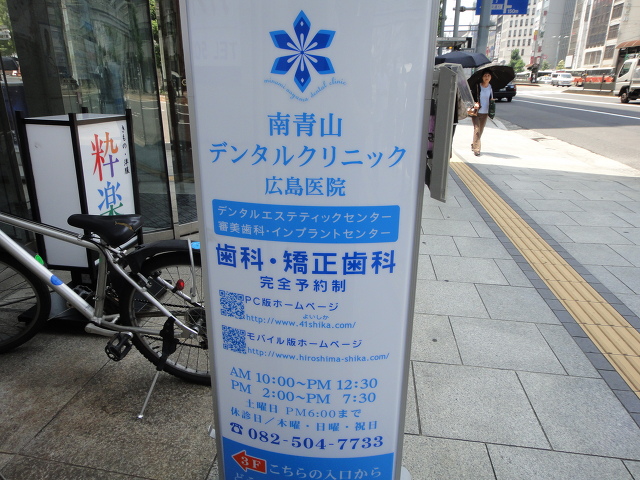 minami-aoyama dental clinic
南青山
デンタルクリニック
広島医院
デンタルエステティックセンター
審美歯科・インプラントセンター
歯科・矯正歯科
完全予約制
PC版ホームページ
よいしか
http://www.41shika.com/
モバイル版ホームページ
http://www.hiroshima-shika.com/
AM 10:00～PM 12:30
PM 2:00～PM 7:30
土曜日 PM6:00まで
休診日／木曜・日曜・祝日
☎082-504-7733
3F こちらの入口から
粋楽